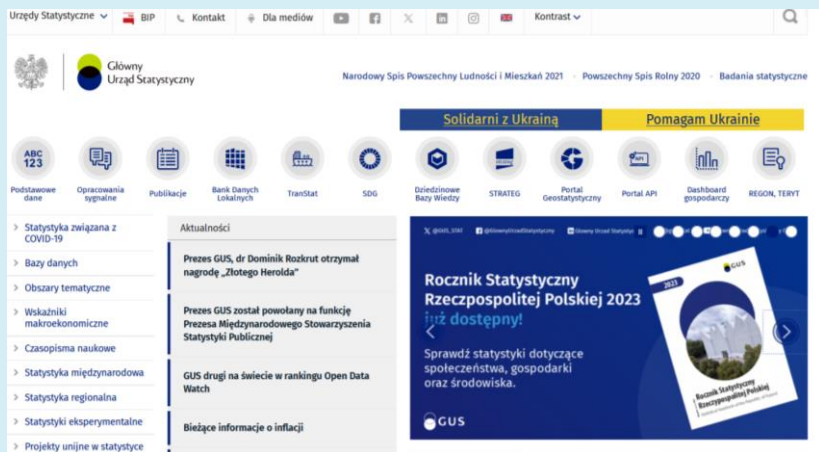 Urzędy Statystyczne
BIP
Kontakt
Dla mediów
Kontrast
Główny
Urząd Statystyczny
Narodowy Spis Powszechny Ludności i Mieszkań 2021
Powszechny Spis Rolny 2020
Badania statystyczne
Solidarni z Ukrainą
Pomagam Ukrainie
ABC
123
Podstawowe
dane
Opracowania
sygnalne
Publikacje
Bank Danych
Lokalnych
TranStat
SDG
Dziedzinowe
Bazy Wiedzy
STRATEG
Portal
Geostatystyczny
API
Portal API
Dashboard
gospodarczy
REGON, TERYT
Statystyka związana z
COVID-19
Bazy danych
Obszary tematyczne
Wskaźniki
makroekonomiczne
Czasopisma naukowe
Statystyka międzynarodowa
Statystyka regionalna
Statystyki eksperymentalne
Projekty unijne w statystyce
Aktualności
Prezes GUS, dr Dominik Rozkrut otrzymał
nagrodę „Złotego Herolda”
Prezes GUS został powołany na funkcję
Prezesa Międzynarodowego Stowarzyszenia
Statystyki Publicznej
GUS drugi na świecie w rankingu Open Data
Watch
Bieżące informacje o inflacji
@GUS_STAT
@GlownyUrzadStatystyczny
Glowny Urzad Statystyczny
Rocznik Statystyczny
Rzeczpospolitej Polskiej 2023
już dostępny!
Sprawdź statystyki dotyczące
społeczeństwa, gospodarki
oraz środowiska.
GUS
GUS
2023
Rocznik Statystyczny
Rzeczypospolitej Polskiej